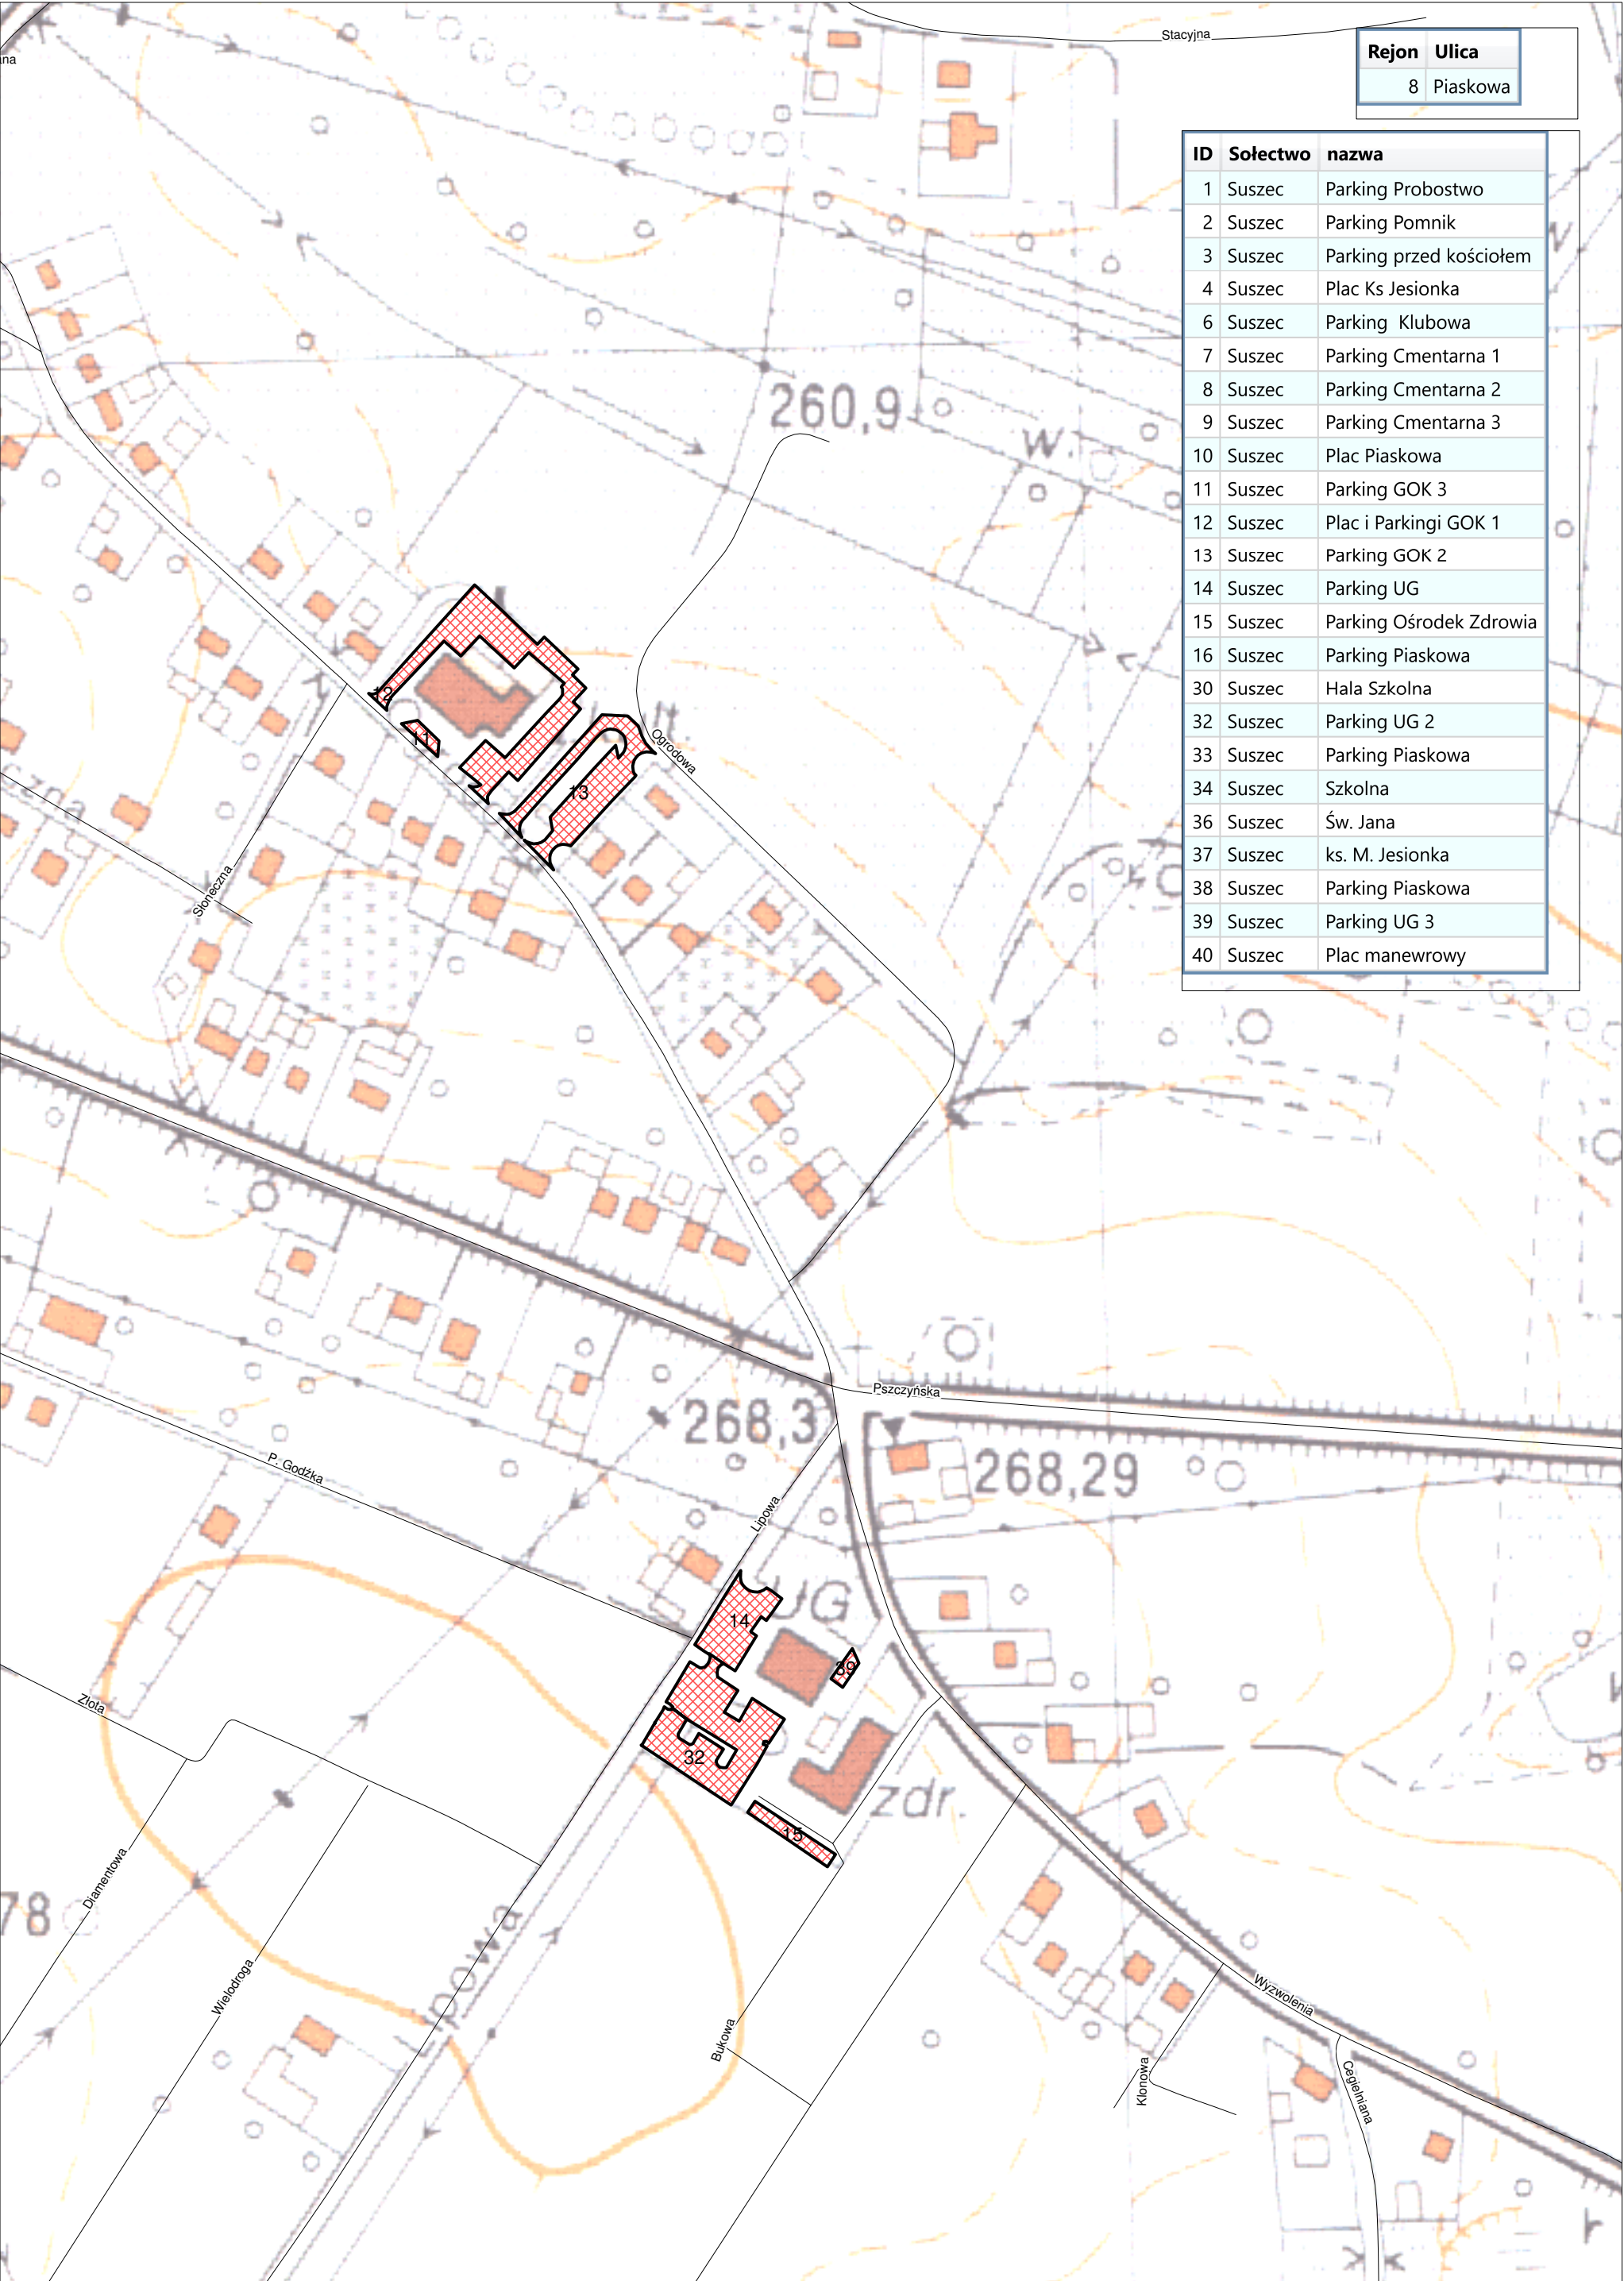 Stacyjna
Rejon Ulica
8 Piaskowa
ID Sołectwo nazwa
1 Suszec Parking Probostwo
2 Suszec Parking Pomnik
3 Suszec Parking przed kościołem
4 Suszec Plac Ks Jesionka
6 Suszec Parking  Klubowa
7 Suszec Parking Cmentarna 1
8 Suszec Parking Cmentarna 2
9 Suszec Parking Cmentarna 3
10 Suszec Plac Piaskowa
11 Suszec Parking GOK 3
12 Suszec Plac i Parkingi GOK 1
13 Suszec Parking GOK 2
14 Suszec Parking UG
15 Suszec Parking Ośrodek Zdrowia
16 Suszec Parking Piaskowa
30 Suszec Hala Szkolna
32 Suszec Parking UG 2
33 Suszec Parking Piaskowa
34 Suszec Szkolna
36 Suszec Św. Jana
37 Suszec ks. M. Jesionka
38 Suszec Parking Piaskowa
39 Suszec Parking UG 3
40 Suszec Plac manewrowy
260,9
w.
12
11
13
Ogrodowa
Słoneczna
Pszczyńska
268,3
268,29
P. Godźka
Lipowa
UG
14
39
32
zdr.
15
Złota
Diamentowa
78
Wielodroga
Bukowa
Wyzwolenia
Klonowa
Cegielniana